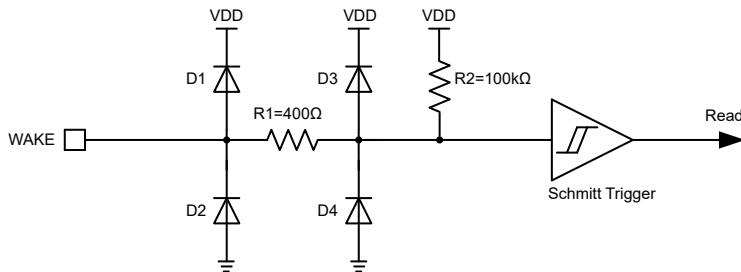 VDD VDD VDD
D1 D3 R2=100kΩ
R1=400Ω
Read
WAKE
D2 D4 Schmitt Trigger